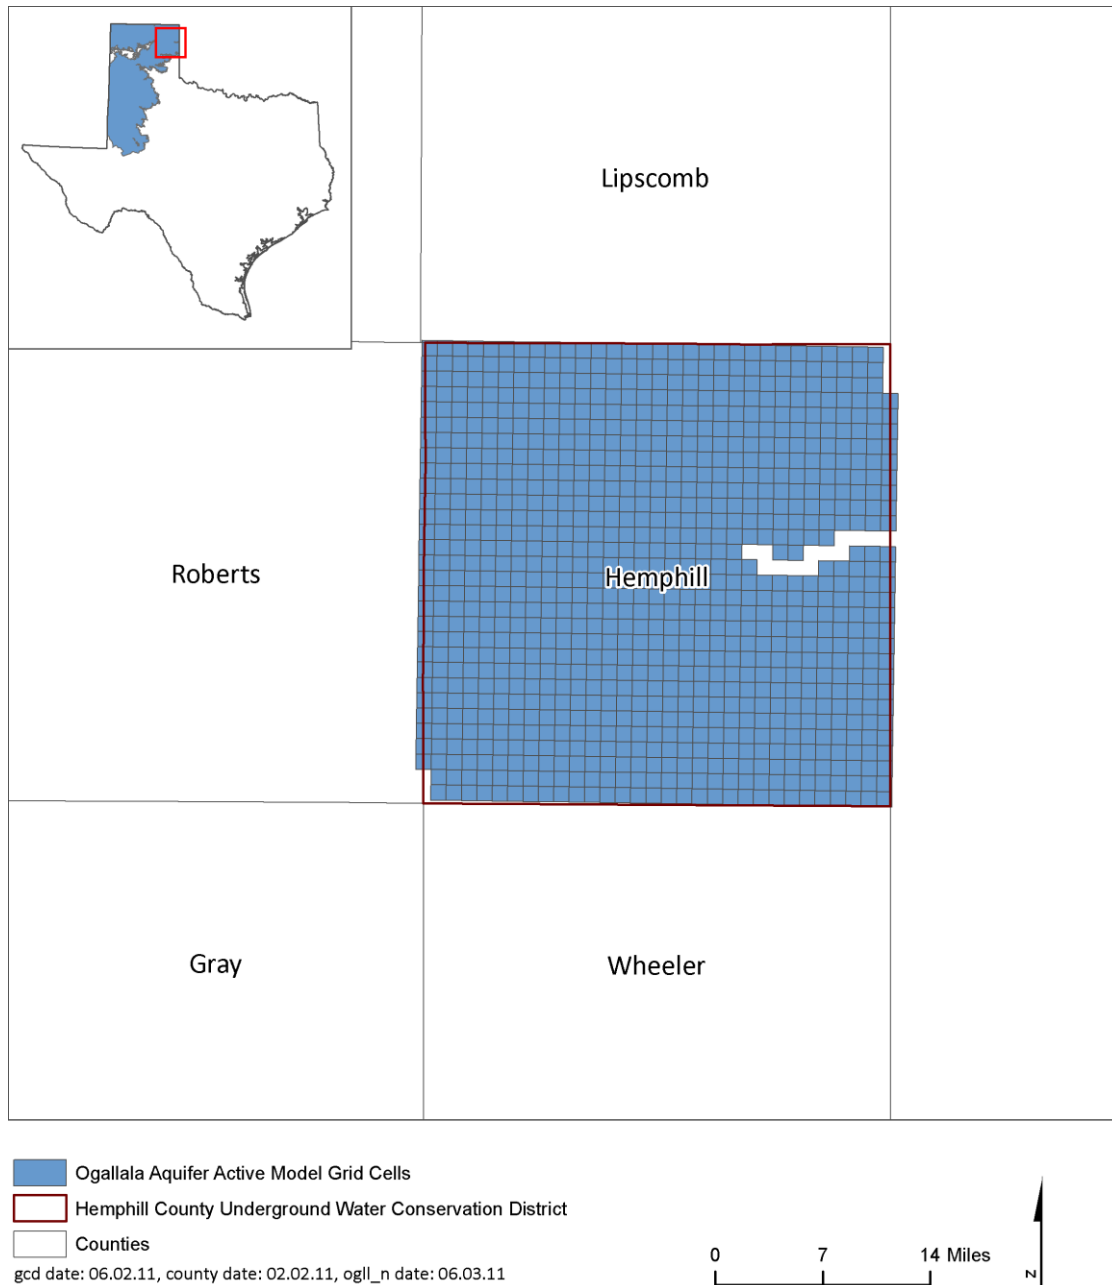 Lipscomb
Roberts
Hemphill
Gray
Wheeler
Ogallala Aquifer Active Model Grid Cells
Hemphill County Underground Water Conservation District
Counties
gcd date: 06.02.11, county date: 02.02.11, ogll_n date: 06.03.11
0 7 14 Miles
N